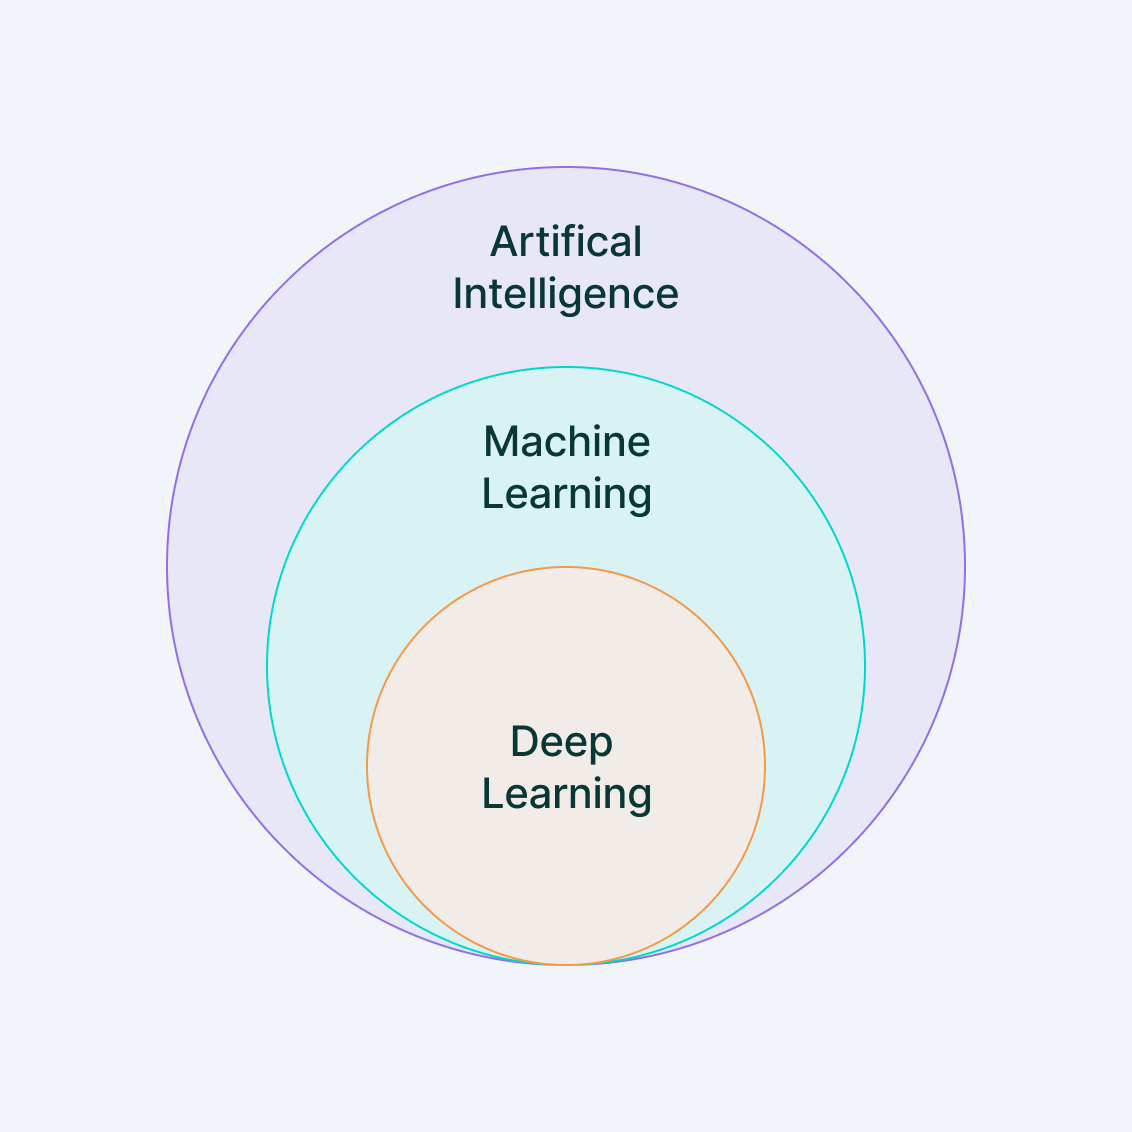 Artifical
Intelligence
Machine
Learning
Deep
Learning